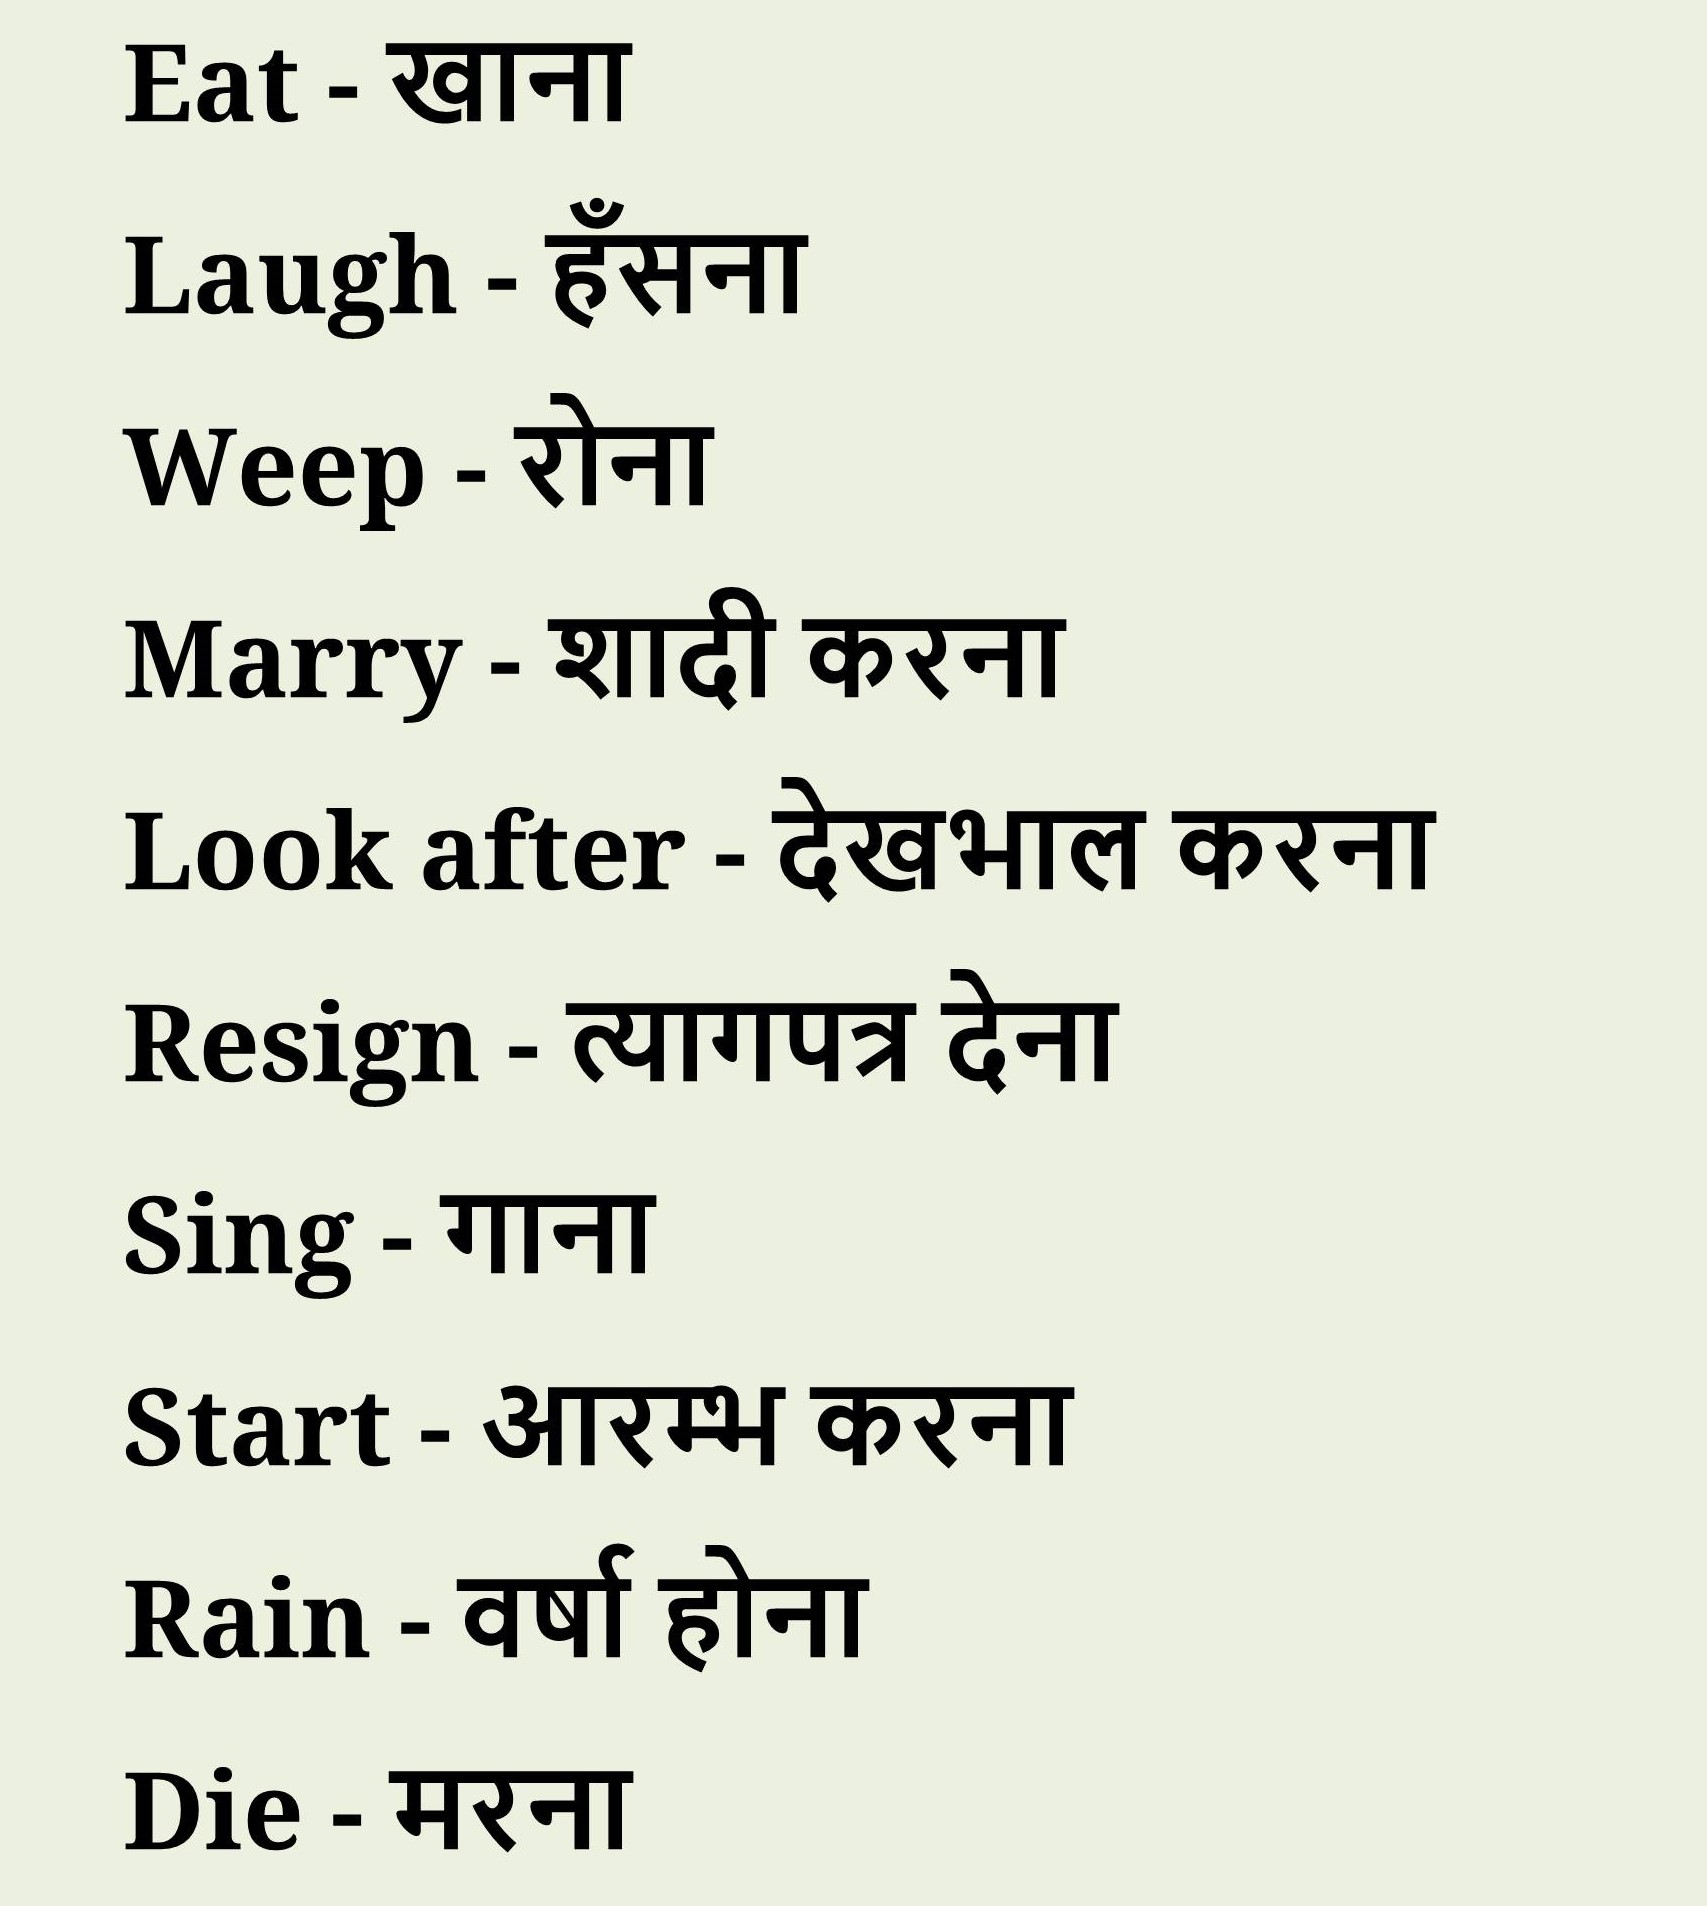 Eat - खाना
Laugh - हँसना
Weep - रोना
Marry - शादी करना
Look after - देखभाल करना
Resign - त्यागपत्र देना
Sing - गाना
Start - आरम्भ करना
Rain - वर्षा होना
Die - मरना